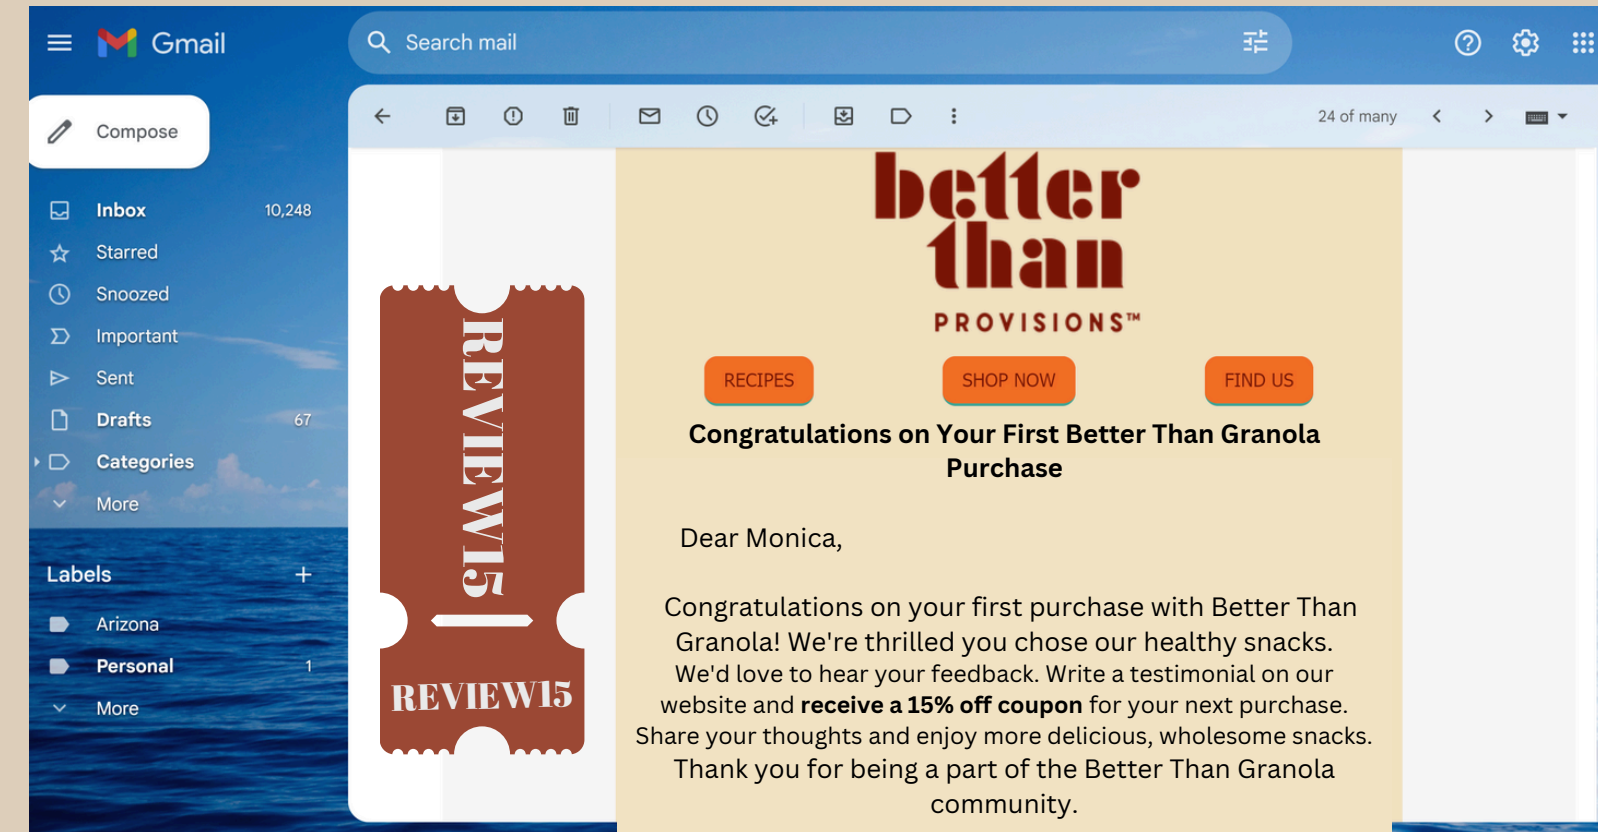 Gmail
Search mail
Compose
24 of many
Inbox 10,248
Starred
Snoozed
Important
Sent
Drafts 67
Categories
More
Labels +
Arizona
Personal 1
More
REVIEW15
REVIEW15
better
than
PROVISIONS™
RECIPES SHOP NOW FIND US
Congratulations on Your First Better Than Granola
Purchase
Dear Monica,
Congratulations on your first purchase with Better Than
Granola! We're thrilled you chose our healthy snacks.
We'd love to hear your feedback. Write a testimonial on our
website and receive a 15% off coupon for your next purchase.
Share your thoughts and enjoy more delicious, wholesome snacks.
Thank you for being a part of the Better Than Granola
community.